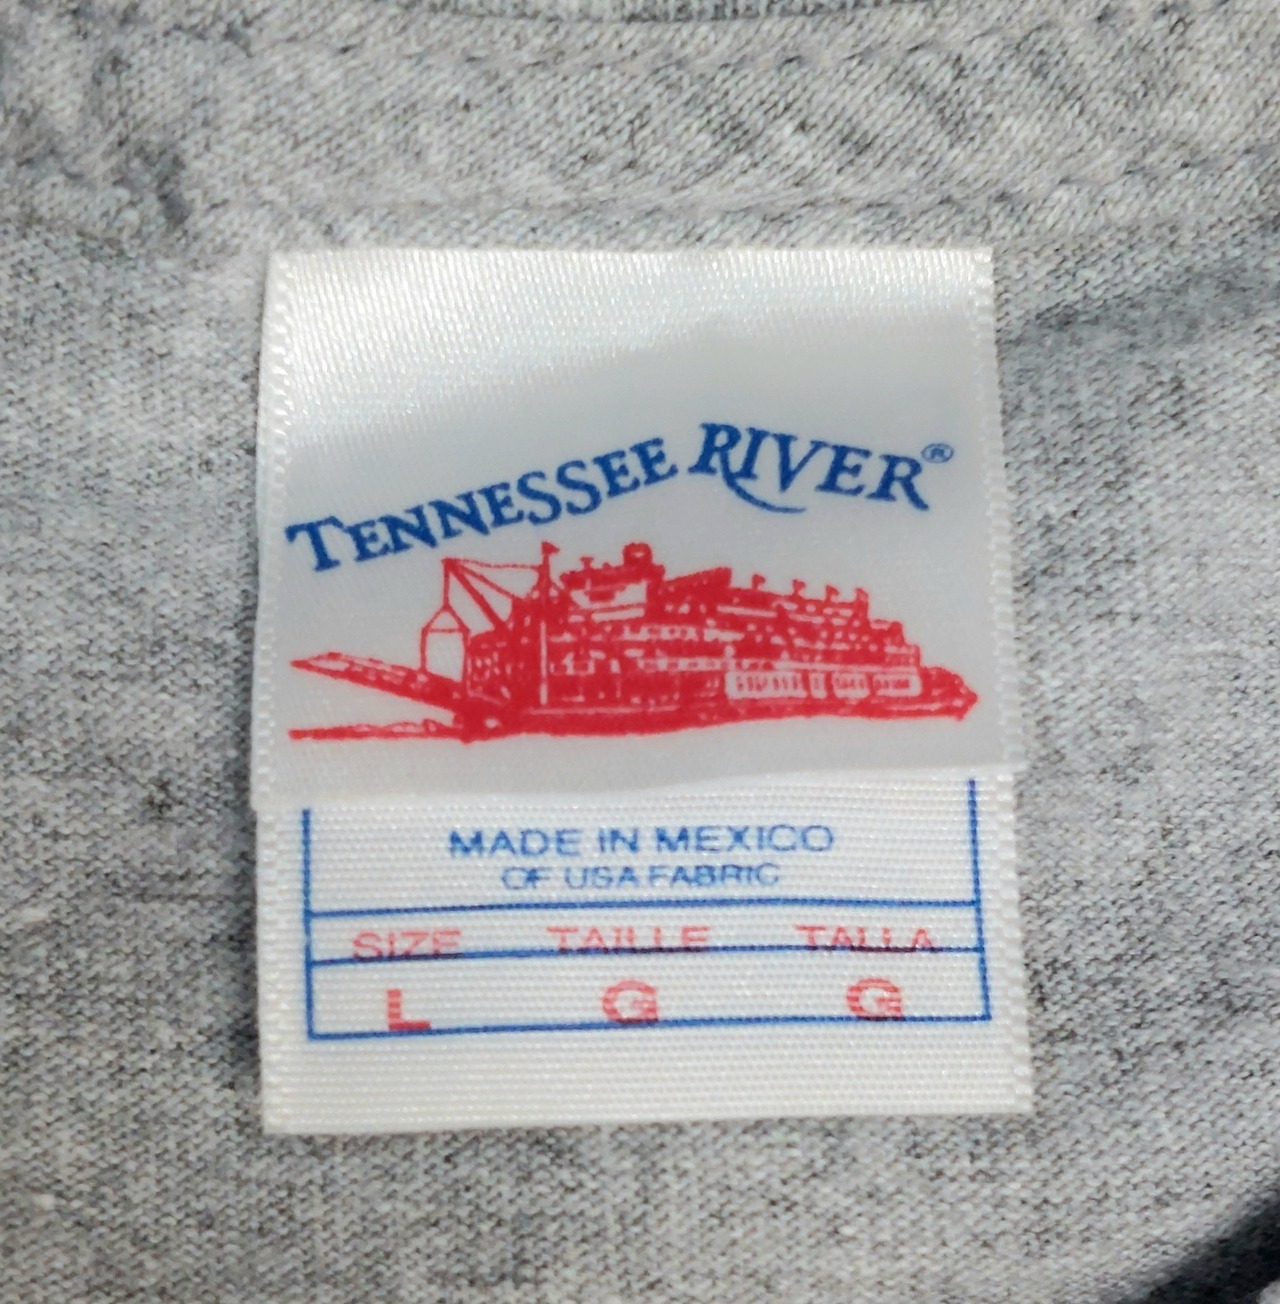 TENNESSEE RIVER®
MADE IN MEXICO
OF USA FABRIC
SIZE TAILLE TALLA
L G G